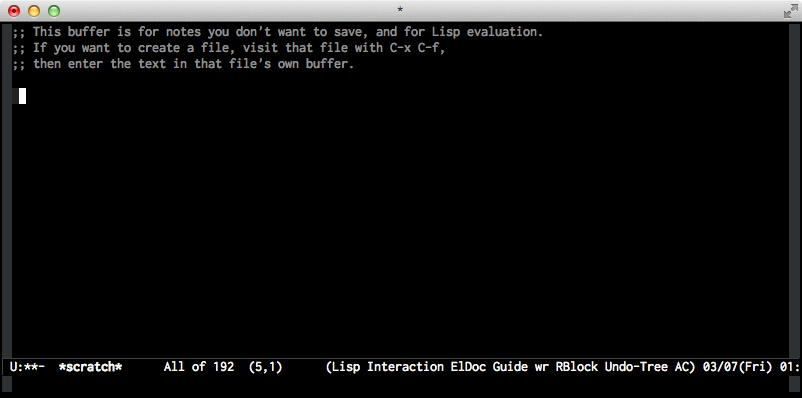 *
;; This buffer is for notes you don't want to save, and for Lisp evaluation.
;; If you want to create a file, visit that file with C-x C-f,
;; then enter the text in that file's own buffer.
U:**-  *scratch*      All of 192  (5,1)      (Lisp Interaction ElDoc Guide wr RBlock Undo-Tree AC) 03/07(Fri) 01: